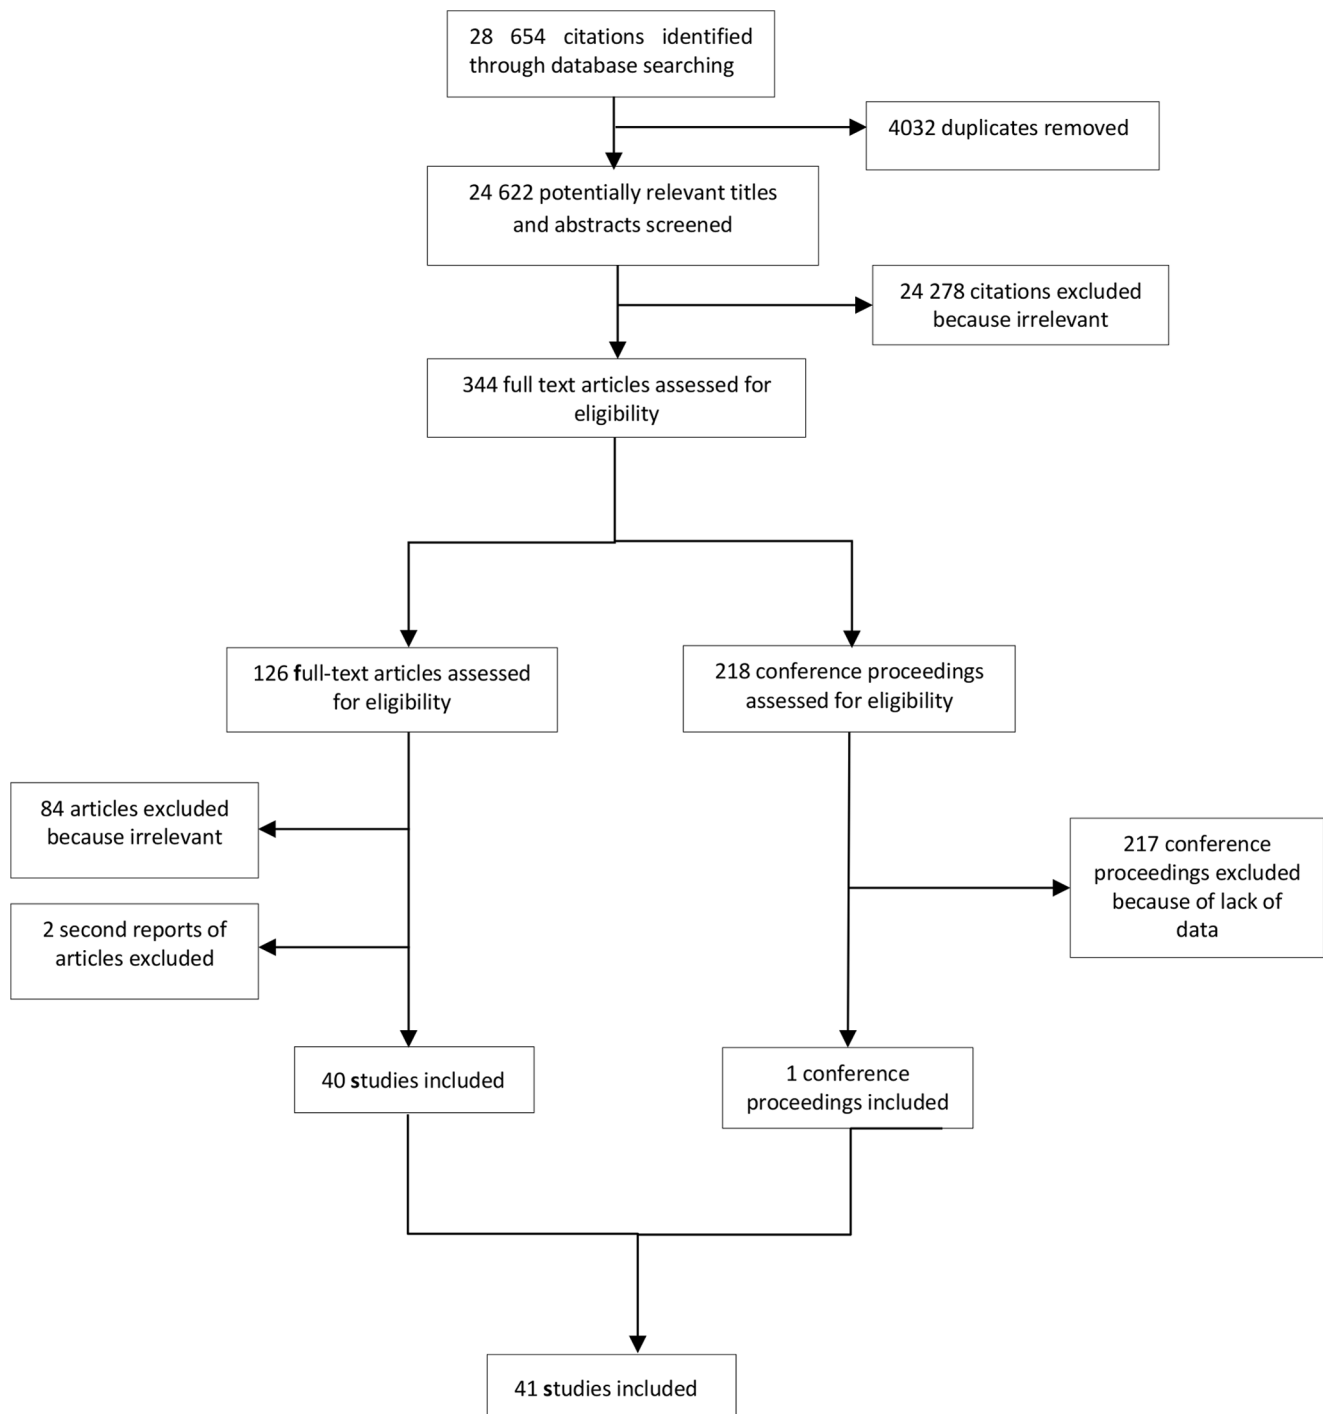 28 654 citations identified
through database searching
4032 duplicates removed
24 622 potentially relevant titles
and abstracts screened
24 278 citations excluded
because irrelevant
344 full text articles assessed for
eligibility
126 full-text articles assessed
for eligibility
218 conference proceedings
assessed for eligibility
84 articles excluded
because irrelevant
217 conference
proceedings excluded
because of lack of
data
2 second reports of
articles excluded
40 studies included
1 conference
proceedings included
41 studies included